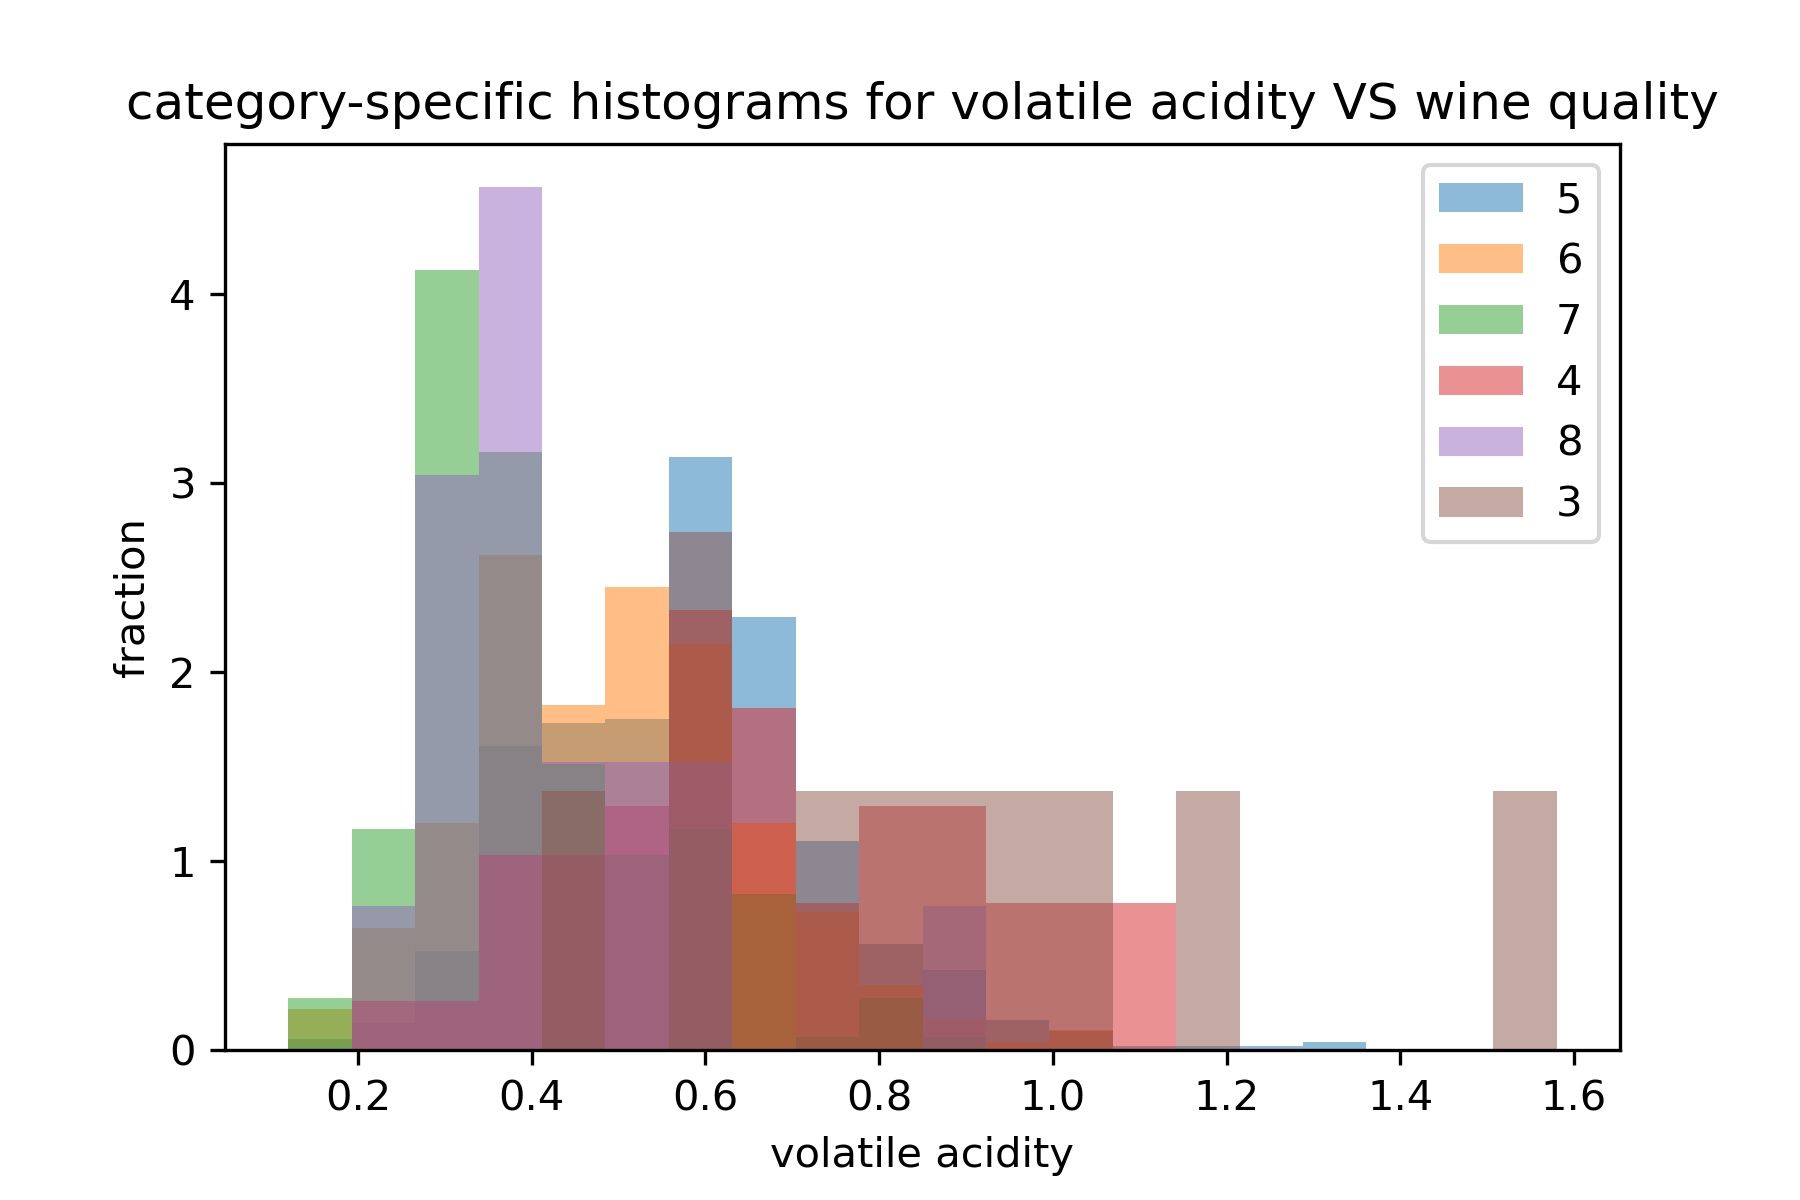 category-specific histograms for volatile acidity VS wine quality
5
6
7
4
8
3
4
3
2
1
0
fraction
0.2 0.4 0.6 0.8 1.0 1.2 1.4 1.6
volatile acidity